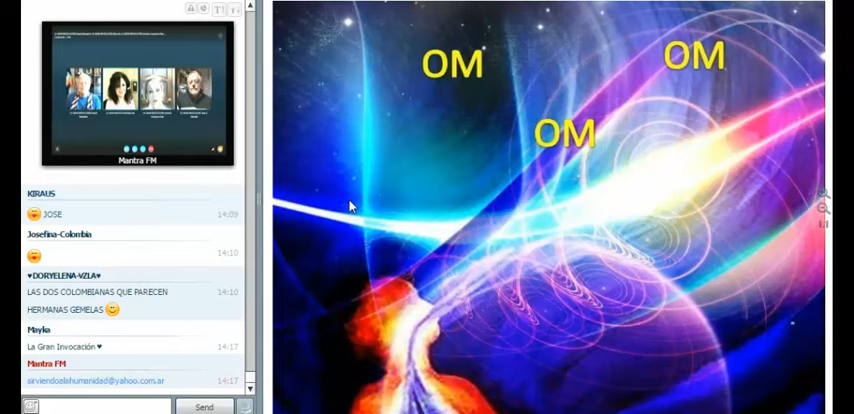 Mantra FM
KIRAUS
JOSE 14:09
Josefina-Colombia
14:10
♥DORYELENA-VZLA♥
LAS DOS COLOMBIANAS QUE PARECEN 14:10
HERMANAS GEMELAS
Mayka
La Gran Invocación ♥ 14:17
Mantra FM
sirviendoalahumanidad@yahoo.com.ar 14:17
Send
OM
OM
OM
1:1